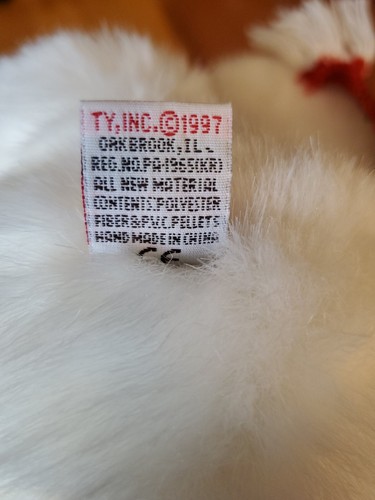 TY,INC.©1997
OAKBROOK,IL.
REG.NO.PA-1965(KR)
ALL NEW MATERIAL
CONTENTS:POLYESTER
FIBER&P.V.C.PELLETS
HAND MADE IN CHINA
CE